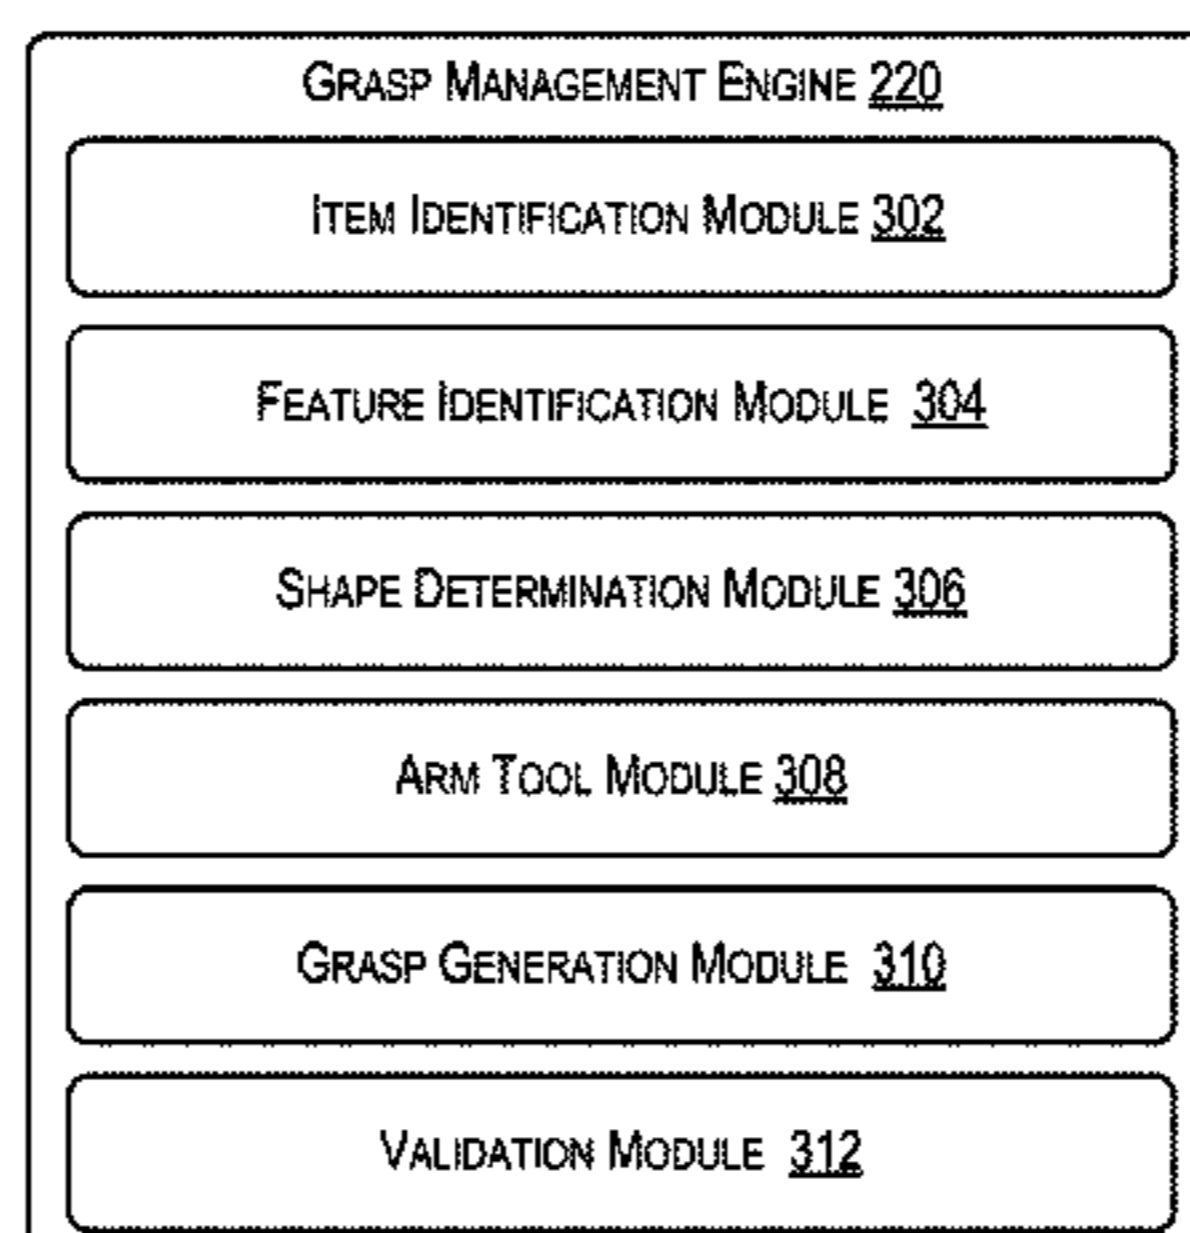 GRASP MANAGEMENT ENGINE 220
ITEM IDENTIFICATION MODULE 302
FEATURE IDENTIFICATION MODULE 304
SHAPE DETERMINATION MODULE 306
ARM TOOL MODULE 308
GRASP GENERATION MODULE 310
VALIDATION MODULE 312